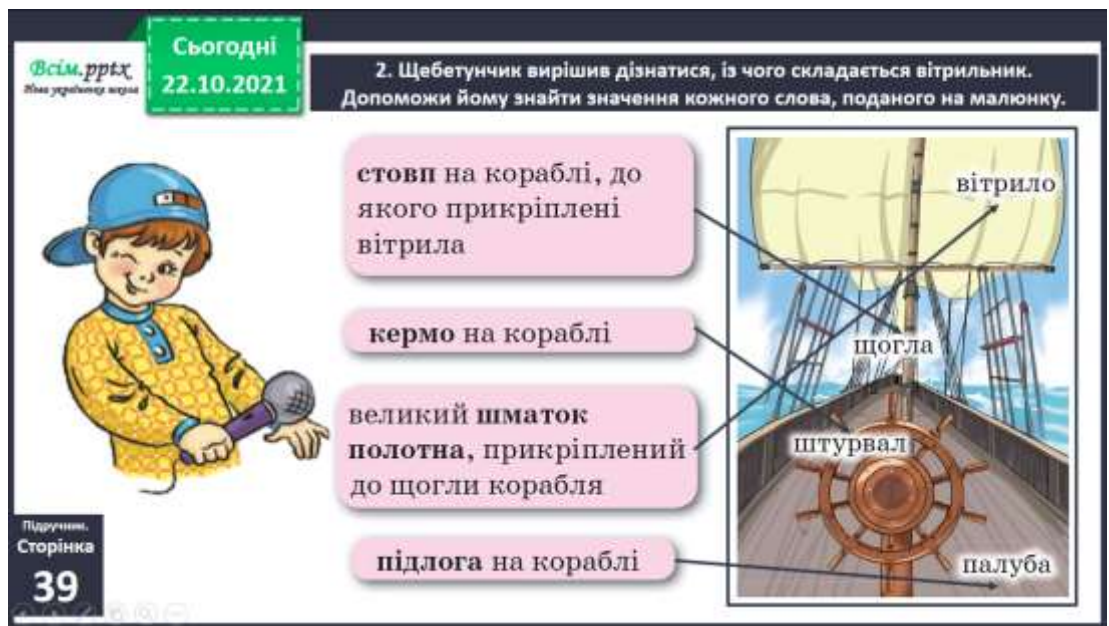 Всім.pptx
Нова українська школа
Сьогодні
22.10.2021
2. Щебетунчик вирішив дізнатися, із чого складається вітрильник.
Допоможи йому знайти значення кожного слова, поданого на малюнку.
стовп на кораблі, до
якого прикріплені
вітрила
кермо на кораблі
великий шматок
полотна, прикріплений
до щогли корабля
підлога на кораблі
вітрило
щогла
штурвал
палуба
Підручник.
Сторінка
39